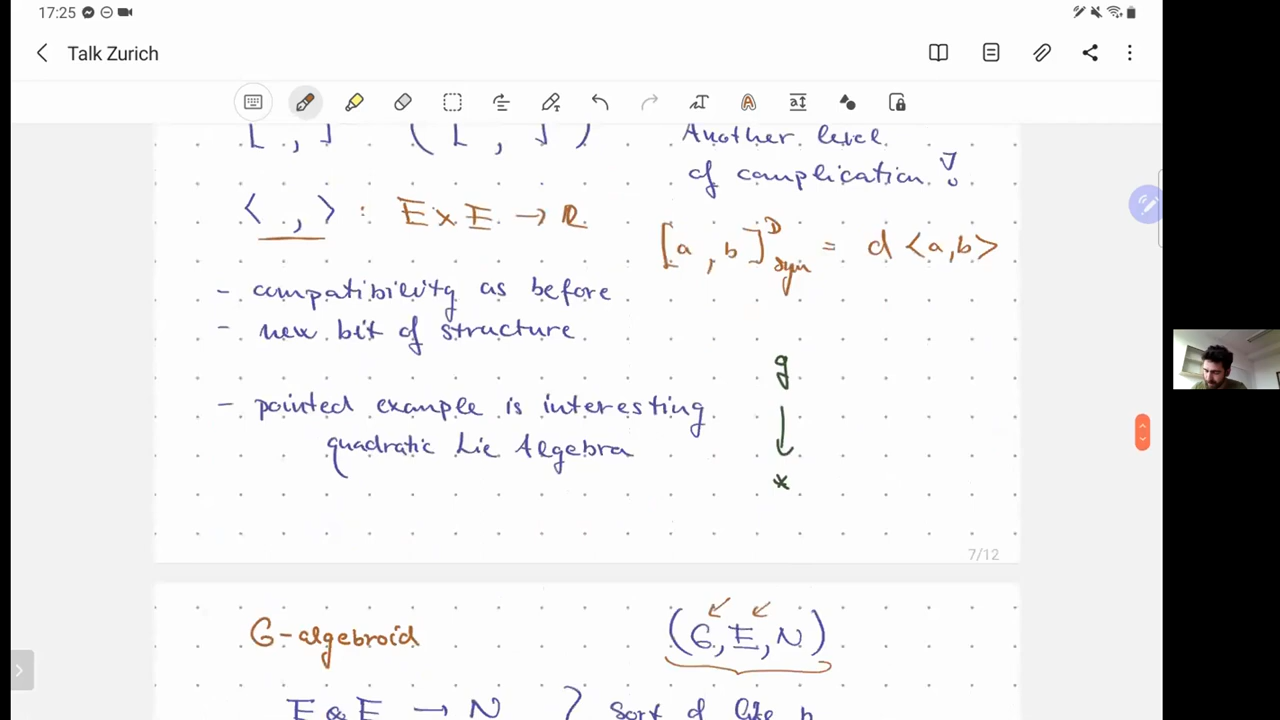 17:25
Talk Zurich
[ , ] ( [ , ] )
Another level
of complication !
< , > : E × E → R
[a , b]^D_sym = d <a,b>
- compatibility as before
- new bit of structure
- pointed example is interesting
quadratic Lie Algebra
g
↓
*
7/12
G-algebroid
(G, E, N)
E ⊗ E → N
} sort of like